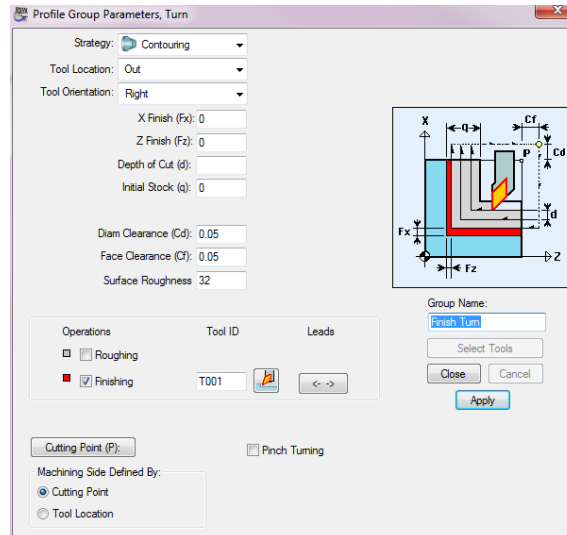 Profile Group Parameters, Turn
Strategy: Contouring
Tool Location: Out
Tool Orientation: Right
X Finish (Fx): 0
Z Finish (Fz): 0
Depth of Cut (d):
Initial Stock (q): 0
Diam Clearance (Cd): 0.05
Face Clearance (Cf): 0.05
Surface Roughness 32
X
q
Cf
P
Cd
d
Fx
Fz
Z
Group Name:
Finish Turn
Select Tools
Close Cancel
Apply
Operations Tool ID Leads
Roughing
Finishing T001 <- ->
Cutting Point (P):
Pinch Turning
Machining Side Defined By:
Cutting Point
Tool Location